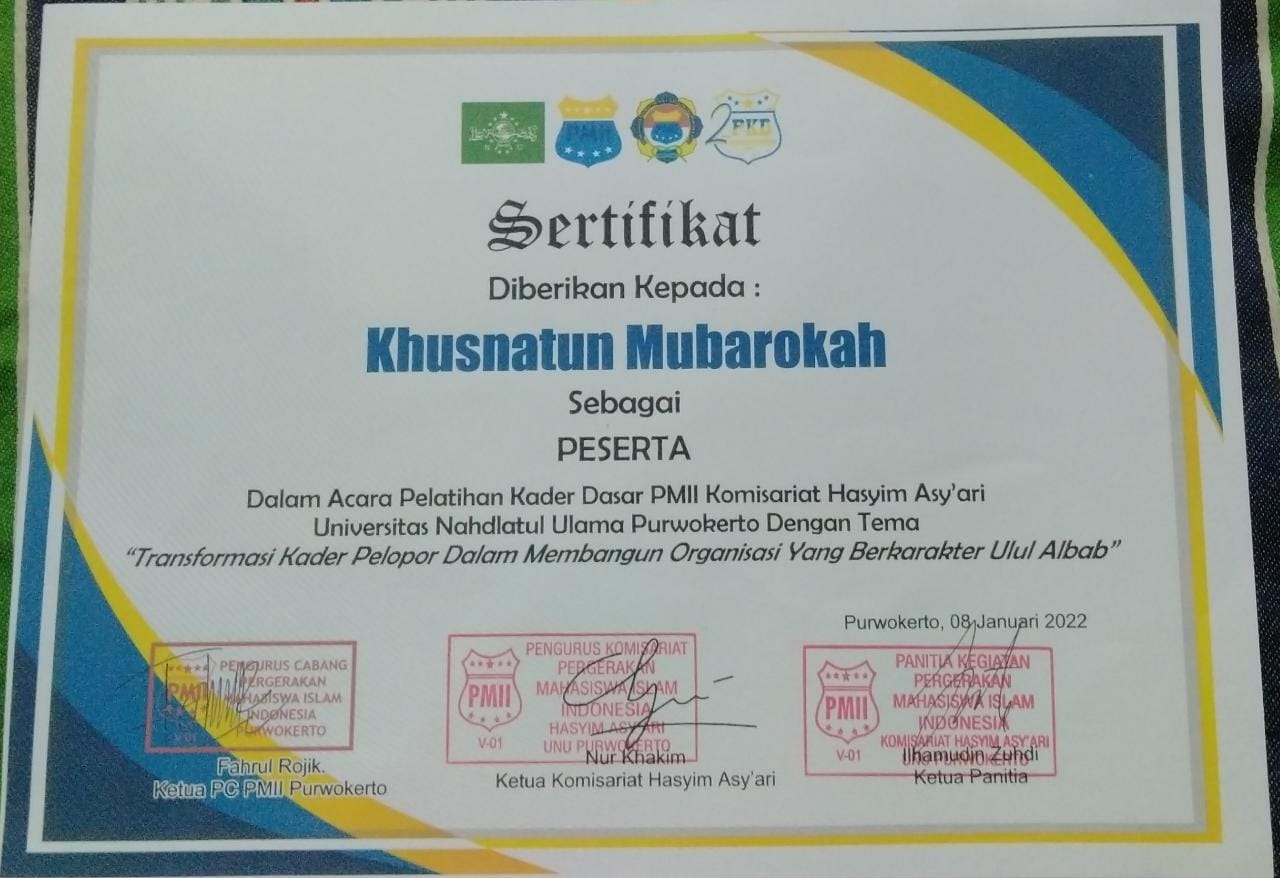 PMII
2 PKD
Sertifikat
Diberikan Kepada :
Khusnatun Mubarokah
Sebagai
PESERTA
Dalam Acara Pelatihan Kader Dasar PMII Komisariat Hasyim Asy'ari
Universitas Nahdlatul Ulama Purwokerto Dengan Tema
"Transformasi Kader Pelopor Dalam Membangun Organisasi Yang Berkarakter Ulul Albab"
Purwokerto, 08 Januari 2022
PENGURUS CABANG
PERGERAKAN
MAHASISWA ISLAM
INDONESIA
PURWOKERTO
PMII
V-01
Fahrul Rojik.
Ketua PC PMII Purwokerto
PENGURUS KOMISARIAT
PERGERAKAN
MAHASISWA ISLAM
INDONESIA
HASYIM ASY'ARI
UNU PURWOKERTO
PMII
V-01
Nur Khakim
Ketua Komisariat Hasyim Asy'ari
PANITIA KEGIATAN
PERGERAKAN
MAHASISWA ISLAM
INDONESIA
KOMISARIAT HASYIM ASY'ARI
UNU PURWOKERTO
PMII
V-01
Ilhamudin Zuhdi
Ketua Panitia